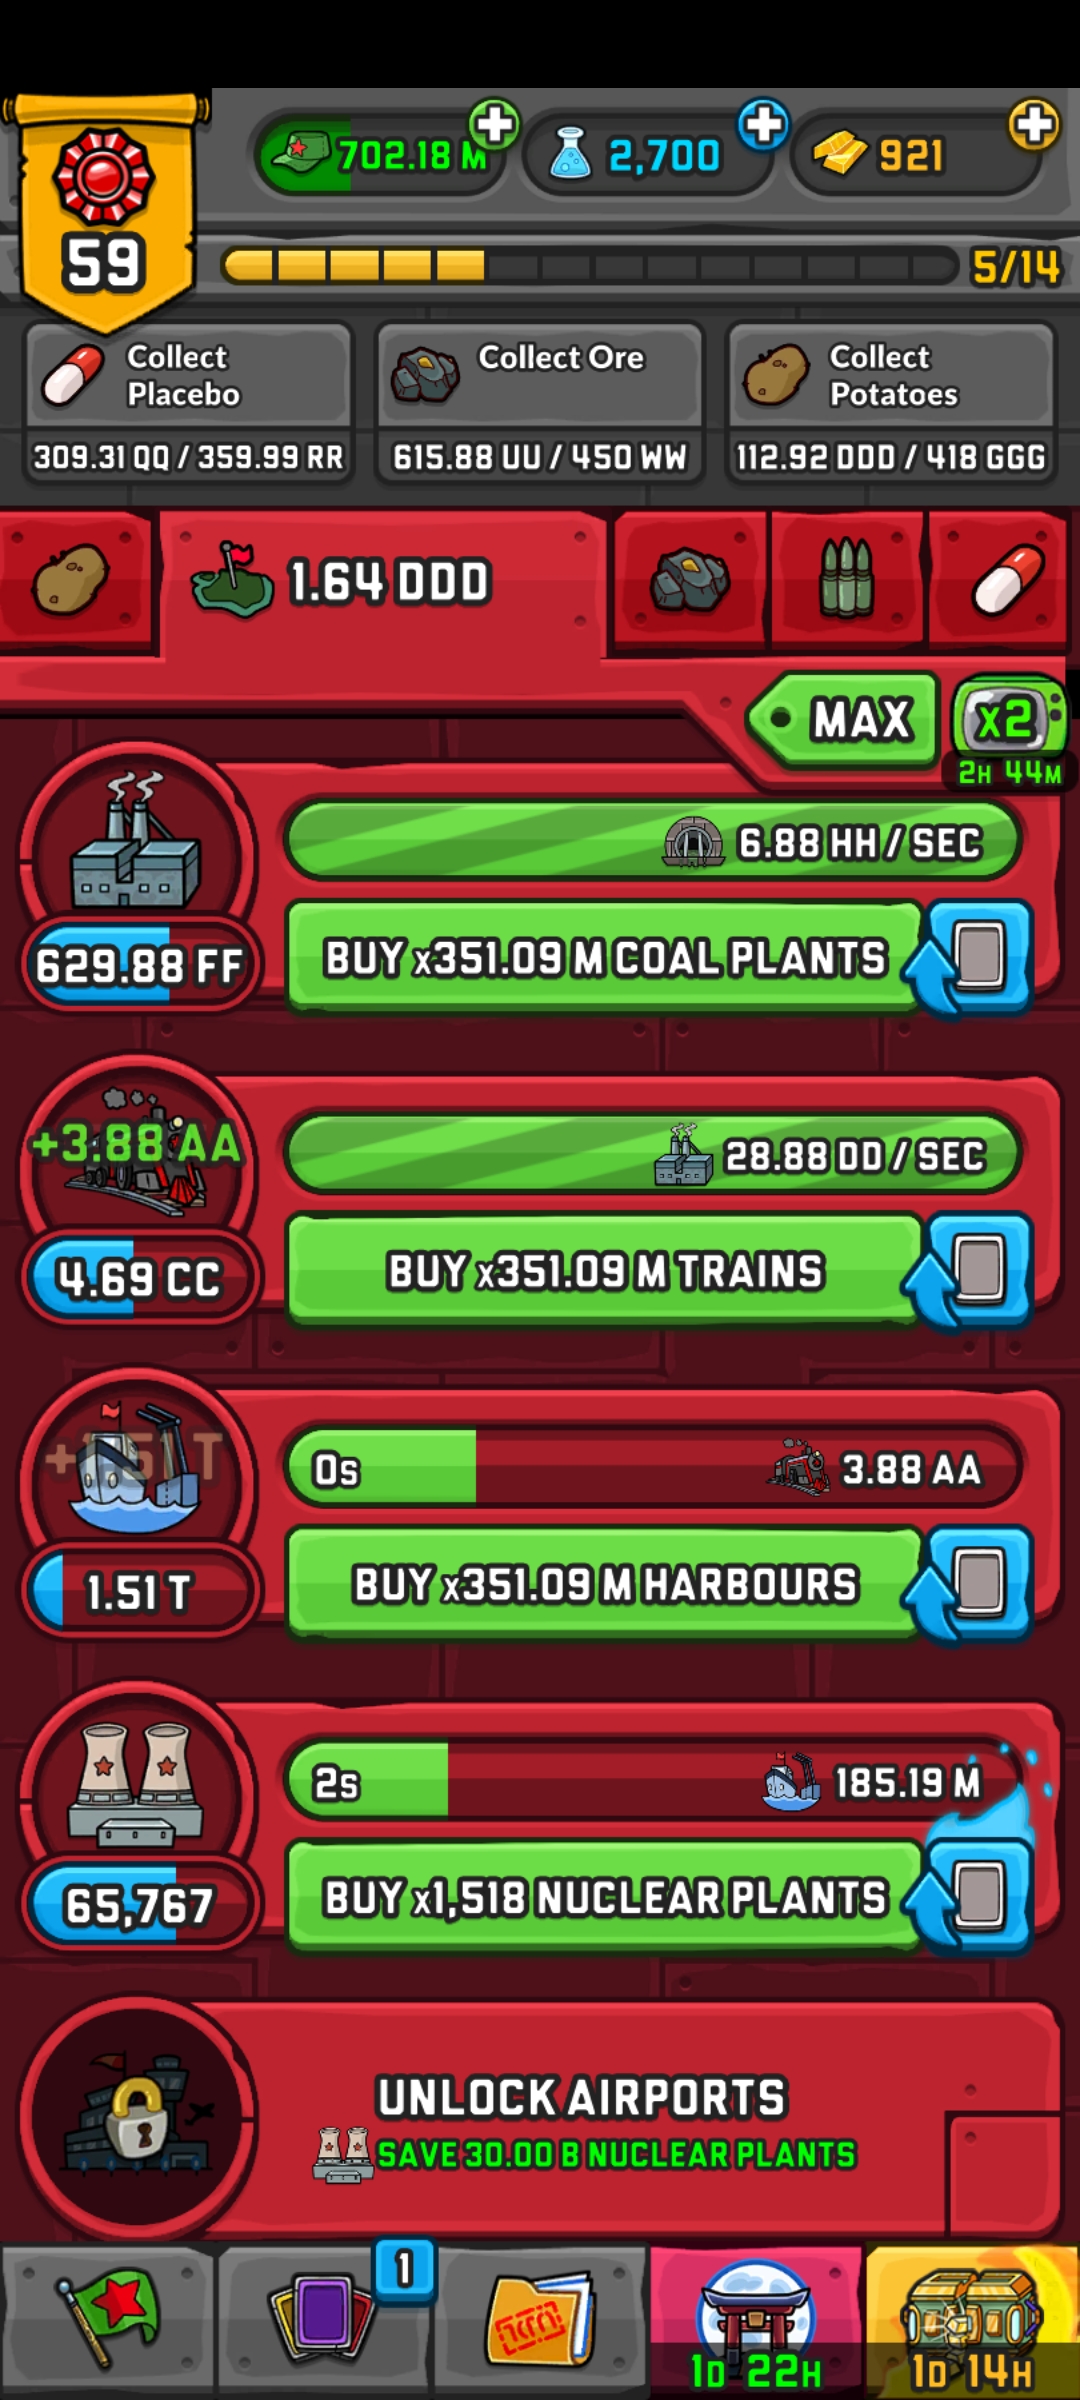 702.18 M
2,700
921
59
5/14
Collect
Placebo
309.31 QQ / 359.99 RR
Collect Ore
615.88 UU / 450 WW
Collect
Potatoes
112.92 DDD / 418 GGG
1.64 DDD
MAX
x2
2H 44M
6.88 HH / SEC
629.88 FF
BUY x351.09 M COAL PLANTS
+3.88 AA
28.88 DD / SEC
4.69 CC
BUY x351.09 M TRAINS
0s
3.88 AA
1.51 T
BUY x351.09 M HARBOURS
2s
185.19 M
65,767
BUY x1,518 NUCLEAR PLANTS
UNLOCK AIRPORTS
SAVE 30.00 B NUCLEAR PLANTS
1
1D 22H
1D 14H